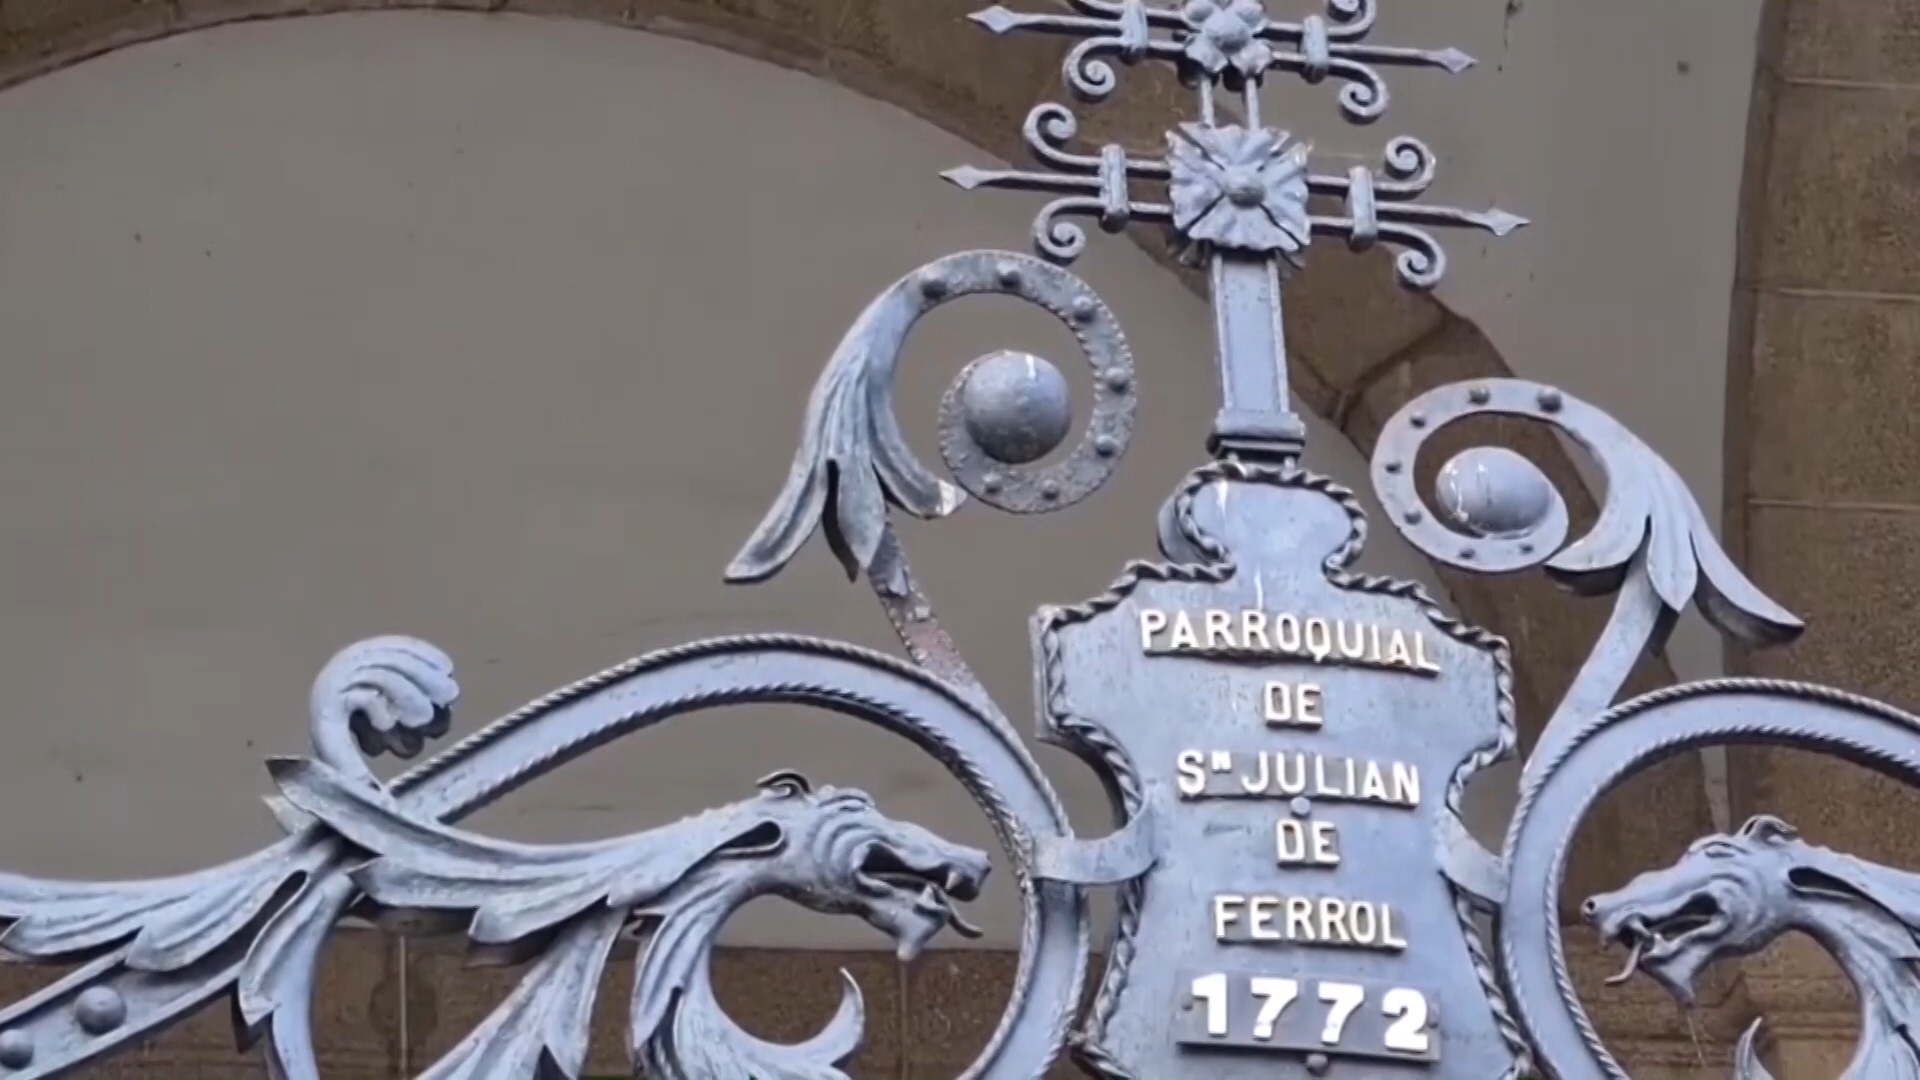 PARROQUIAL
DE
Sᴺ JULIAN
DE
FERROL
1772